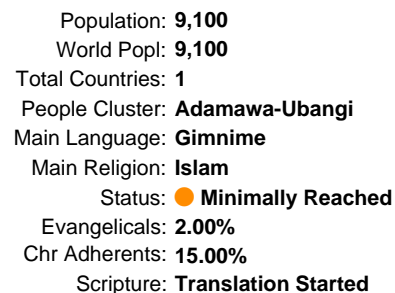 Population: 9,100
World Popl: 9,100
Total Countries: 1
People Cluster: Adamawa-Ubangi
Main Language: Gimnime
Main Religion: Islam
Status: Minimally Reached
Evangelicals: 2.00%
Chr Adherents: 15.00%
Scripture: Translation Started